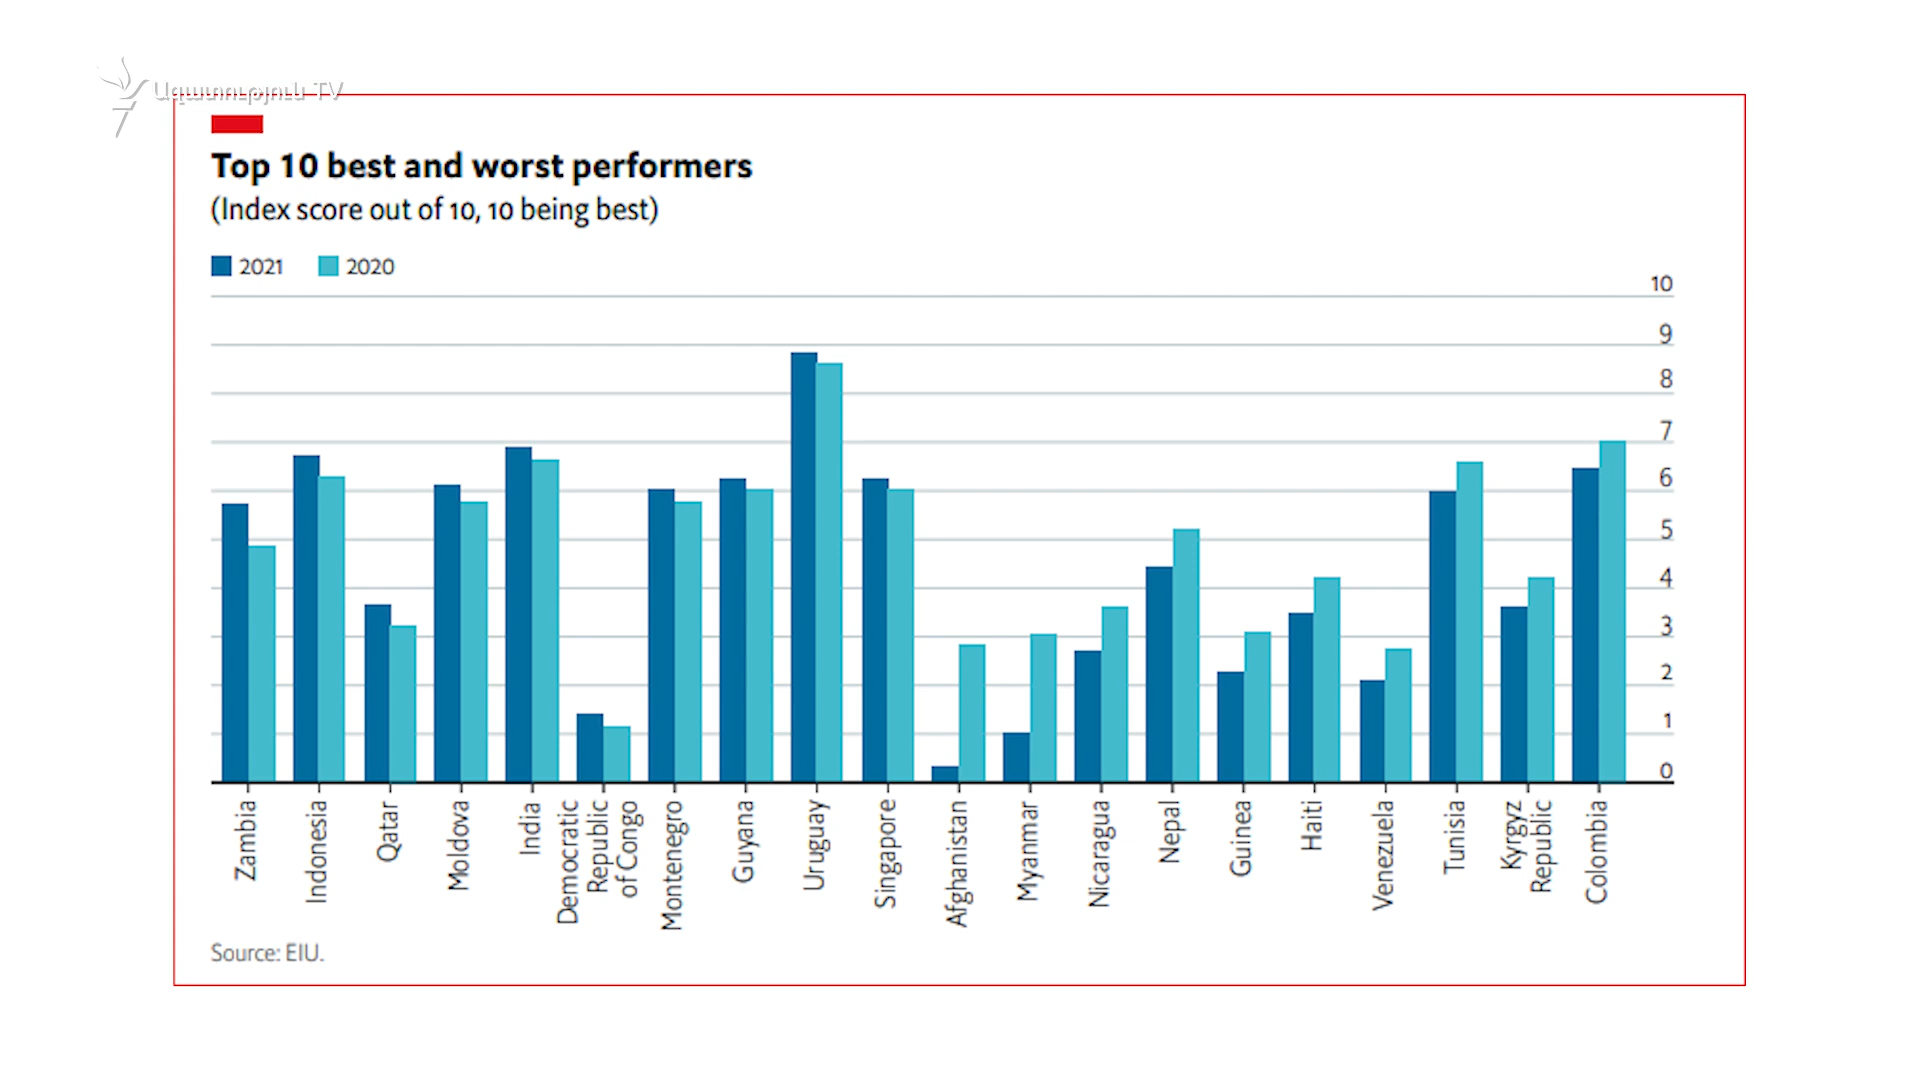 Ազատություն TV
Top 10 best and worst performers
(Index score out of 10, 10 being best)
2021 2020
10
9
8
7
6
5
4
3
2
1
0
Zambia
Indonesia
Qatar
Moldova
India
Democratic
Republic
of Congo
Montenegro
Guyana
Uruguay
Singapore
Afghanistan
Myanmar
Nicaragua
Nepal
Guinea
Haiti
Venezuela
Tunisia
Kyrgyz
Republic
Colombia
Source: EIU.